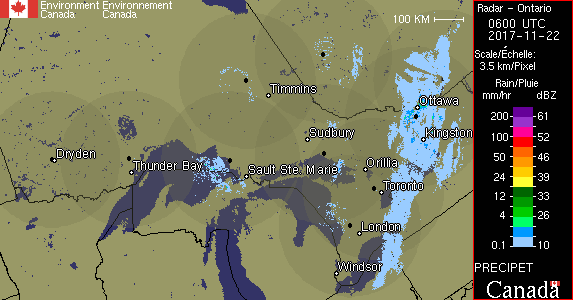 Environment Environnement
Canada Canada
100 KM
Radar - Ontario
0600 UTC
2017-11-22
Scale/Échelle:
3.5 km/Pixel
Rain/Pluie
mm/hr dBZ
200 61
100 52
50 46
24 39
12 33
4 26
0.1 10
PRECIPET
Canada
Timmins
Ottawa
Sudbury
Kingston
Dryden
Thunder Bay
Sault Ste. Marie
Orillia
Toronto
London
Windsor